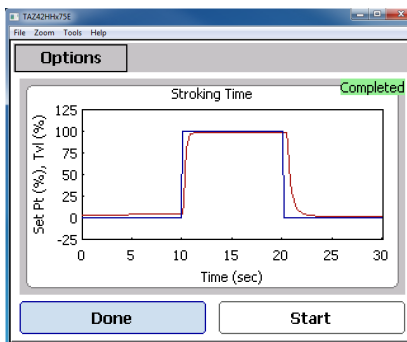 TAZ42HHx75E
File Zoom Tools Help
Options
Completed
Stroking Time
Set Pt (%), Tvl (%)
125
100
75
50
25
0
-25
0 5 10 15 20 25 30
Time (sec)
Done Start